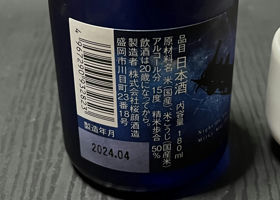 品目 日本酒 内容量 180ml
原材料名 米(国産)、米こうじ(国産米)
アルコール分 15度 精米歩合 50%
飲酒は20歳になってから。
製造者 株式会社桜顔酒造
盛岡市川目町23番18号
製造年月
2024.04
4967290932821